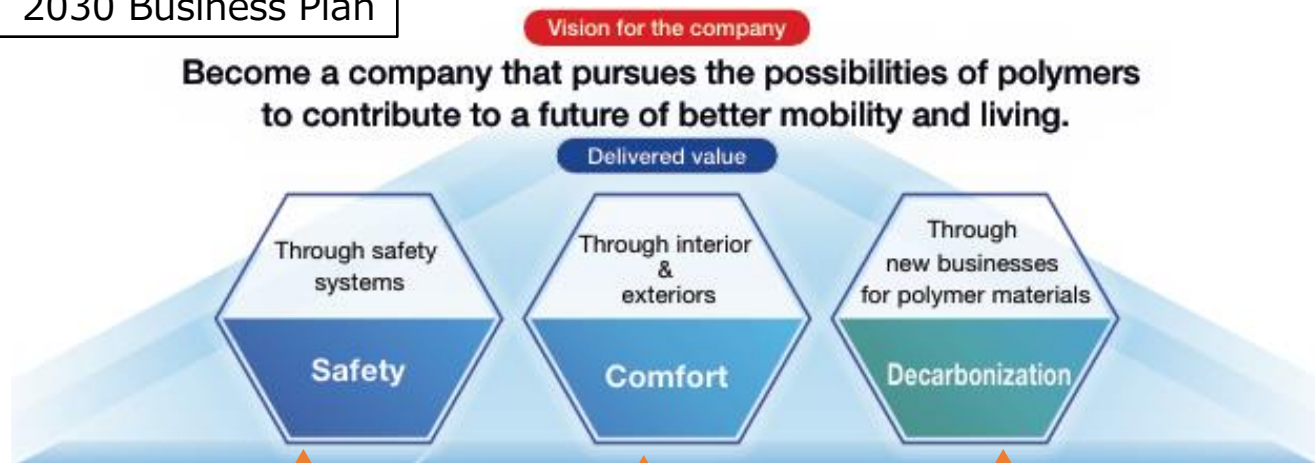 2030 Business Plan
Vision for the company
Become a company that pursues the possibilities of polymers
to contribute to a future of better mobility and living.
Delivered value
Through safety
systems
Safety
Through interior
&
exteriors
Comfort
Through
new businesses
for polymer materials
Decarbonization